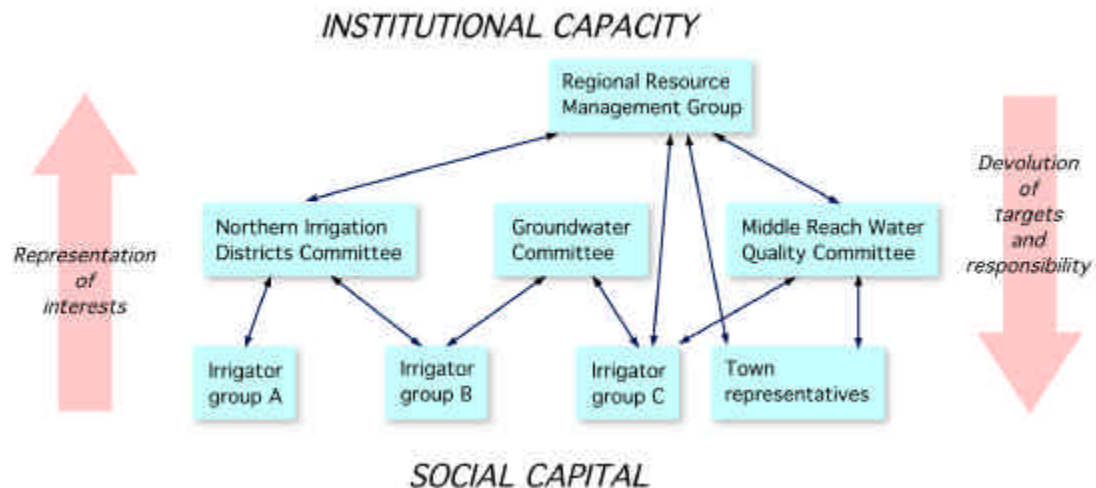 INSTITUTIONAL CAPACITY
Regional Resource
Management Group
Devolution
of
targets
and
responsibility
Northern Irrigation
Districts Committee
Groundwater
Committee
Middle Reach Water
Quality Committee
Representation
of
interests
Irrigator
group A
Irrigator
group B
Irrigator
group C
Town
representatives
SOCIAL CAPITAL